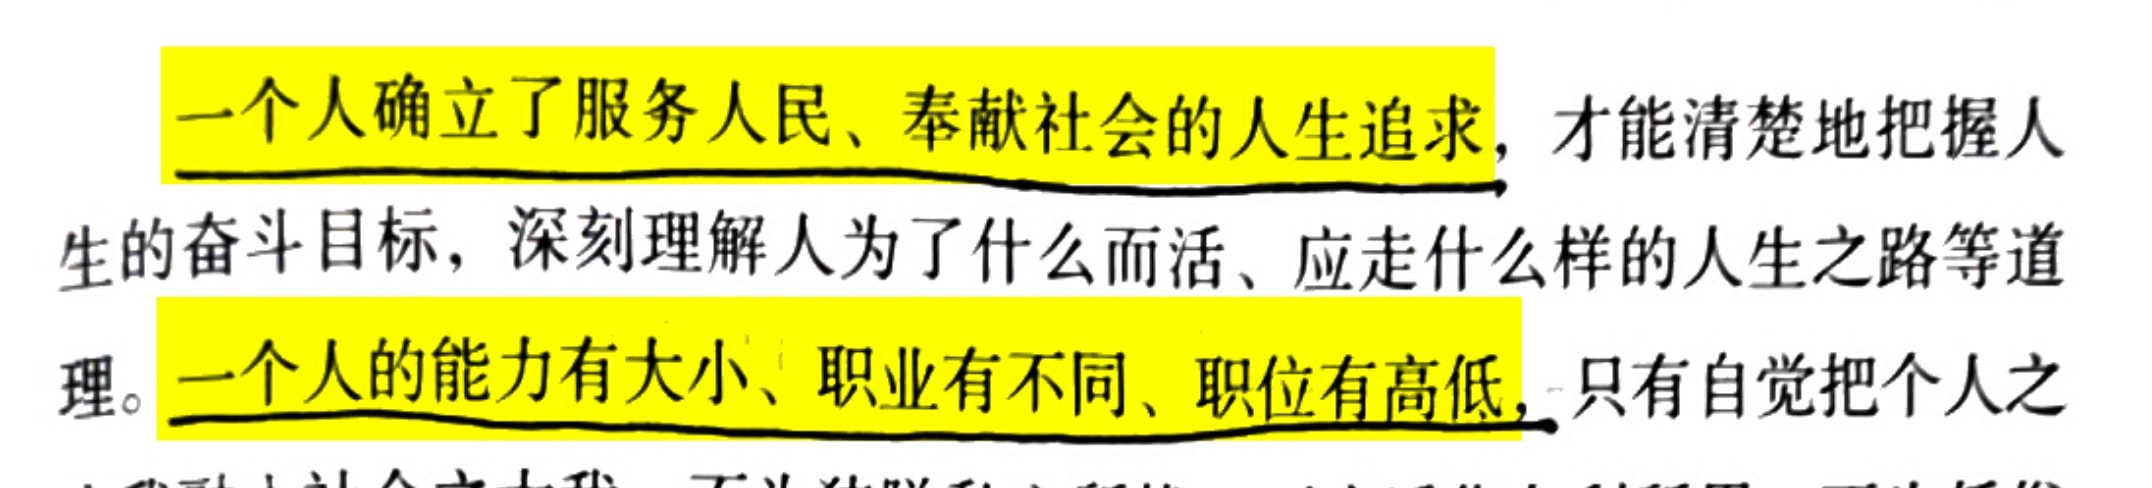 一个人确立了服务人民、奉献社会的人生追求，才能清楚地把握人
生的奋斗目标，深刻理解人为了什么而活、应走什么样的人生之路等道
理。一个人的能力有大小、职业有不同、职位有高低，只有自觉把个人之